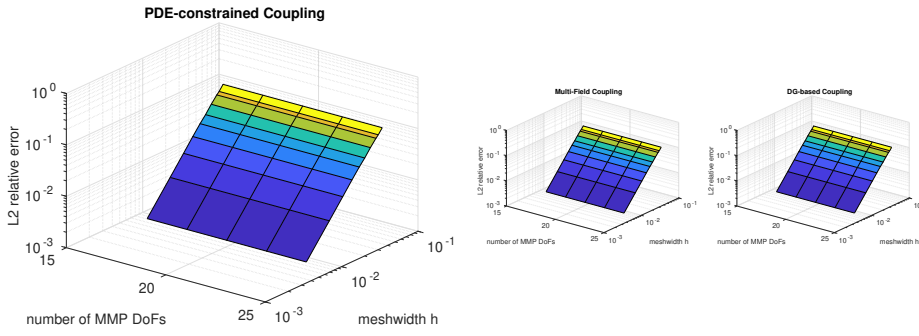 PDE-constrained Coupling
10^0
10^-1
10^-2
10^-3
L2 relative error
15
20
25
number of MMP DoFs
10^-3
10^-2
10^-1
meshwidth h
Multi-Field Coupling
10^0
10^-1
10^-2
10^-3
L2 relative error
15
20
25
number of MMP DoFs
10^-3
10^-2
10^-1
meshwidth h
DG-based Coupling
10^0
10^-1
10^-2
10^-3
L2 relative error
15
20
25
number of MMP DoFs
10^-3
10^-2
meshwidth h